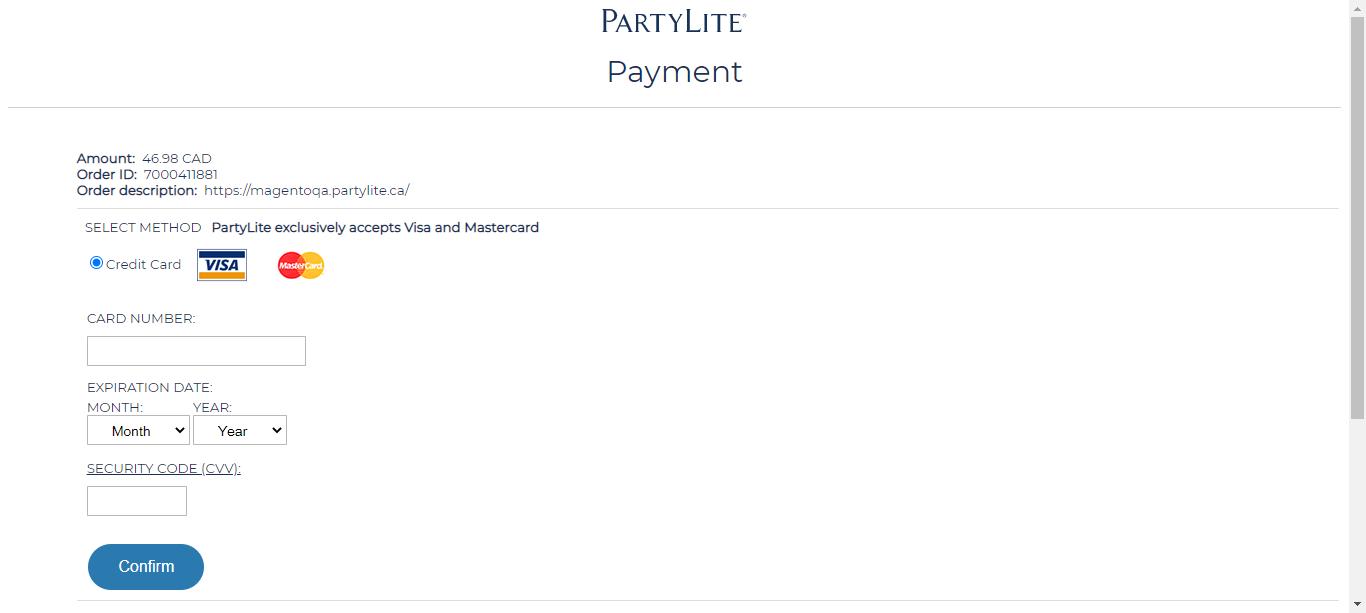 PARTYLITE®
Payment
Amount: 46.98 CAD
Order ID: 7000411881
Order description: https://magentoqa.partylite.ca/
SELECT METHOD PartyLite exclusively accepts Visa and Mastercard
Credit Card VISA MasterCard
CARD NUMBER:
EXPIRATION DATE:
MONTH: YEAR:
Month Year
SECURITY CODE (CVV):
Confirm